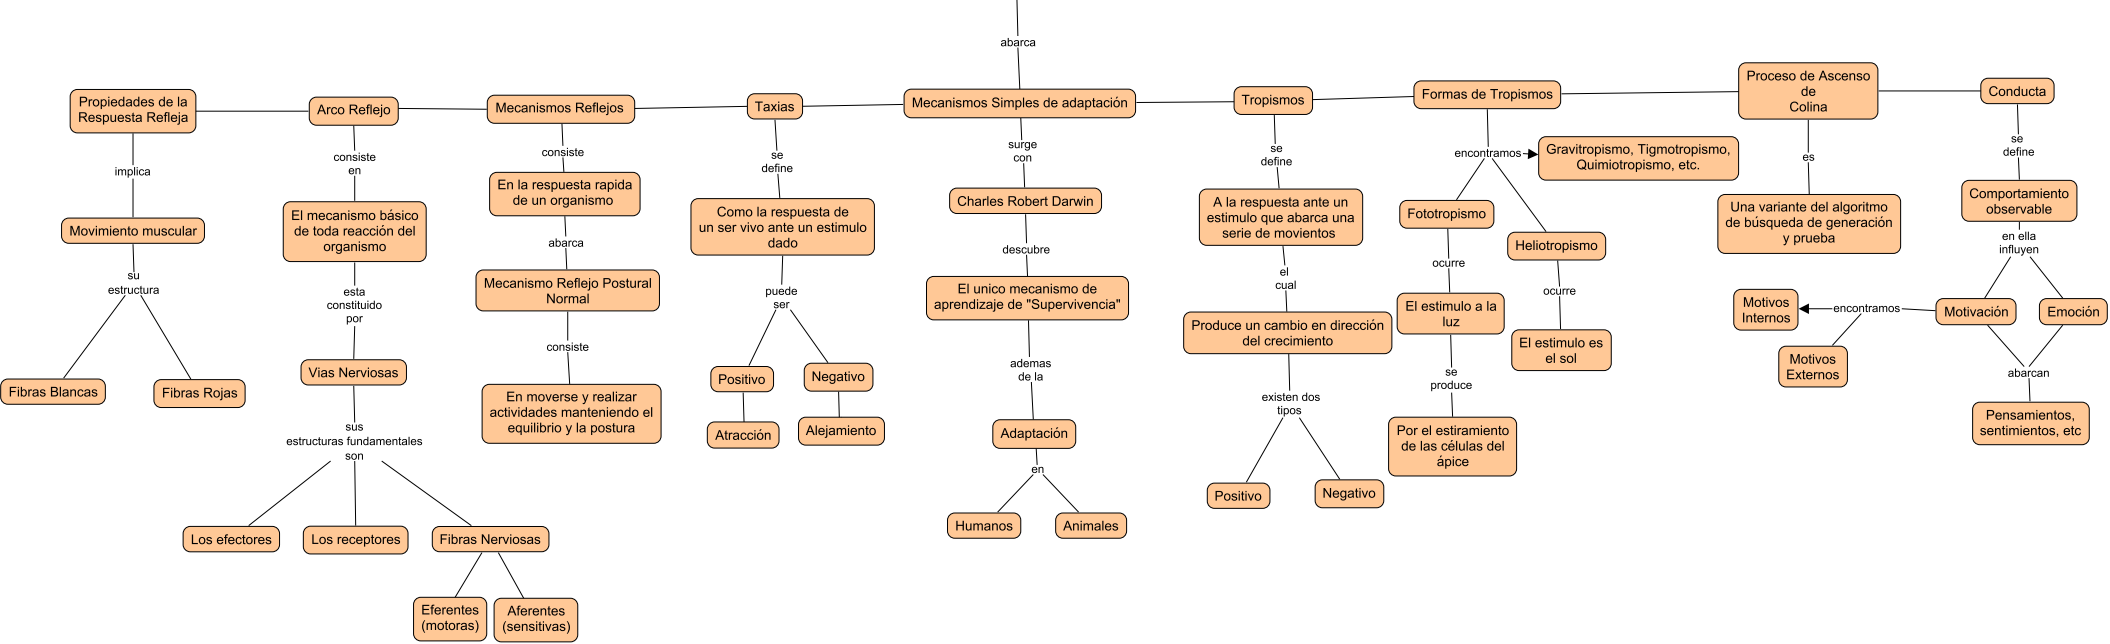 abarca
Propiedades de la
Respuesta Refleja
implica
Movimiento muscular
su
estructura
Fibras Blancas
Fibras Rojas
Arco Reflejo
consiste
en
El mecanismo básico
de toda reacción del
organismo
esta
constituido
por
Vias Nerviosas
sus
estructuras fundamentales
son
Los efectores
Los receptores
Fibras Nerviosas
Eferentes
(motoras)
Aferentes
(sensitivas)
Mecanismos Reflejos
consiste
En la respuesta rapida
de un organismo
abarca
Mecanismo Reflejo Postural
Normal
consiste
En moverse y realizar
actividades manteniendo el
equilibrio y la postura
Taxias
se
define
Como la respuesta de
un ser vivo ante un estimulo
dado
puede
ser
Positivo
Negativo
Atracción
Alejamiento
Mecanismos Simples de adaptación
surge
con
Charles Robert Darwin
descubre
El unico mecanismo de
aprendizaje de "Supervivencia"
ademas
de la
Adaptación
en
Humanos
Animales
Tropismos
se
define
A la respuesta ante un
estimulo que abarca una
serie de movientos
el
cual
Produce un cambio en dirección
del crecimiento
existen dos
tipos
Positivo
Negativo
Formas de Tropismos
encontramos
Gravitropismo, Tigmotropismo,
Quimiotropismo, etc.
Fototropismo
ocurre
El estimulo a la
luz
se
produce
Por el estiramiento
de las células del
ápice
Heliotropismo
ocurre
El estimulo es
el sol
Proceso de Ascenso
de
Colina
es
Una variante del algoritmo
de búsqueda de generación
y prueba
Conducta
se
define
Comportamiento
observable
en ella
influyen
Motivación
Emoción
encontramos
Motivos
Internos
Motivos
Externos
abarcan
Pensamientos,
sentimientos, etc